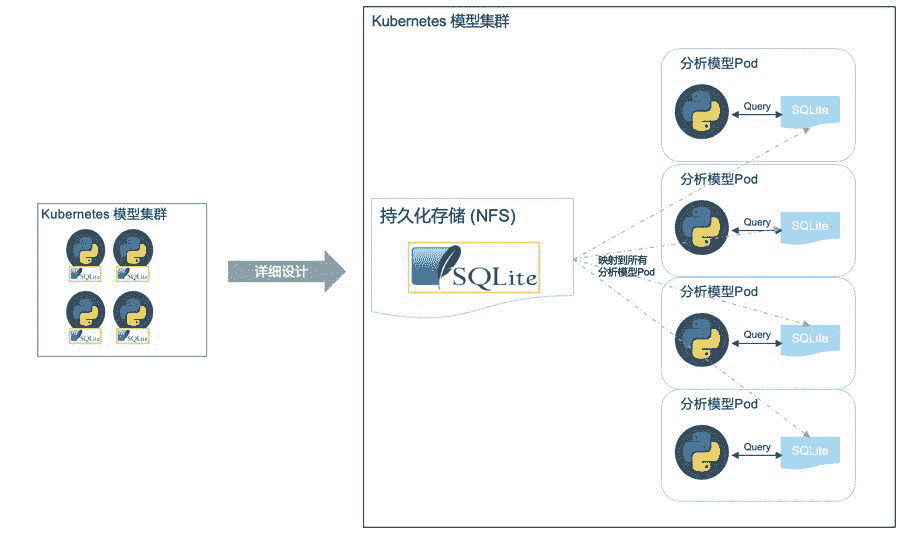 Kubernetes 模型集群
SQLite
SQLite
SQLite
SQLite
详细设计
Kubernetes 模型集群
持久化存储 (NFS)
SQLite
映射到所有
分析模型Pod
分析模型Pod
Query
SQLite
分析模型Pod
Query
SQLite
分析模型Pod
Query
SQLite
分析模型Pod
Query
SQLite